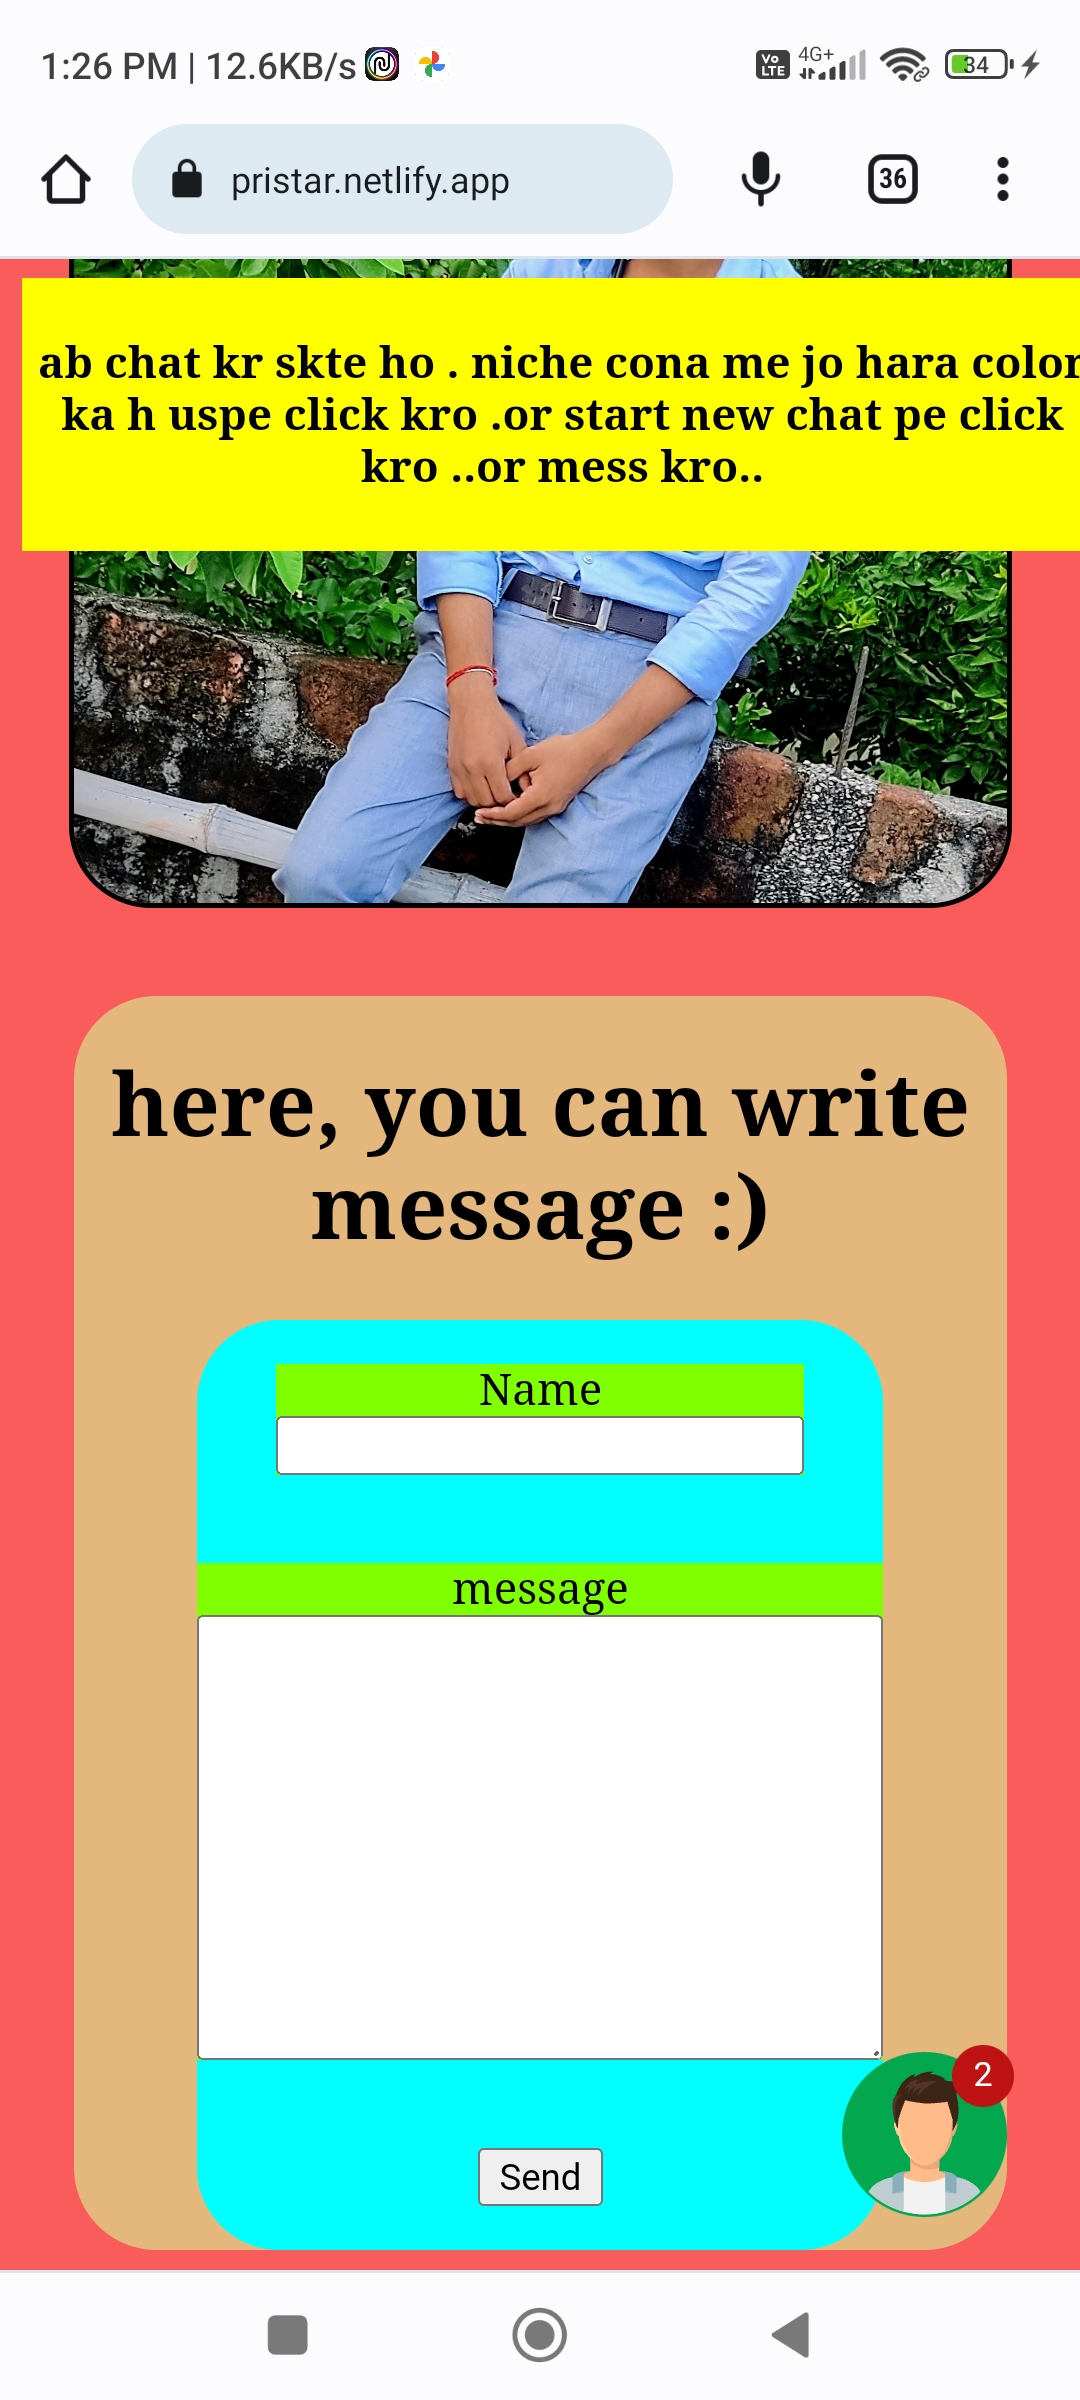 1:26 PM | 12.6KB/s Vo LTE 4G+ 34
pristar.netlify.app 36
ab chat kr skte ho . niche cona me jo hara color
ka h uspe click kro .or start new chat pe click
kro ..or mess kro..
here, you can write
message :)
Name
message
2
Send